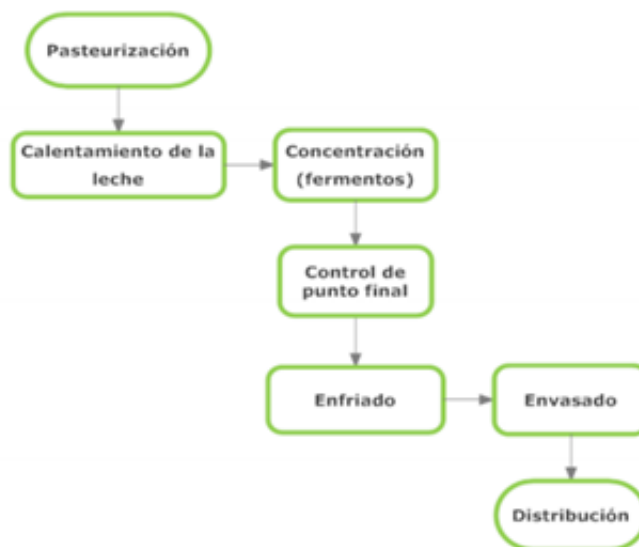 Pasteurización
Calentamiento de la
leche
Concentración
(fermentos)
Control de
punto final
Enfriado
Envasado
Distribución